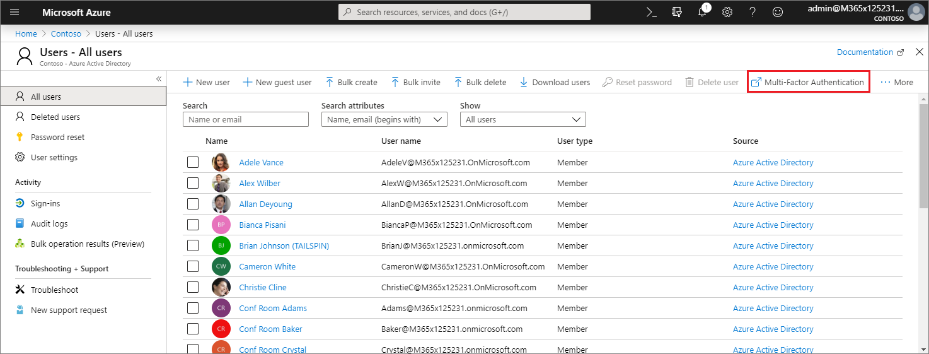 Microsoft Azure
Search resources, services, and docs (G+/)
1
admin@M365x125231....
CONTOSO
Home > Contoso > Users - All users
Users - All users
Contoso - Azure Active Directory
Documentation
All users
Deleted users
Password reset
User settings
Activity
Sign-ins
Audit logs
Bulk operation results (Preview)
Troubleshooting + Support
Troubleshoot
New support request
New user
New guest user
Bulk create
Bulk invite
Bulk delete
Download users
Reset password
Delete user
Multi-Factor Authentication
More
Search
Search attributes
Show
Name or email
Name, email (begins with)
All users
Name User name User type Source
Adele Vance AdeleV@M365x125231.OnMicrosoft.com Member Azure Active Directory
Alex Wilber AlexW@M365x125231.OnMicrosoft.com Member Azure Active Directory
Allan Deyoung AllanD@M365x125231.OnMicrosoft.com Member Azure Active Directory
BP Bianca Pisani BiancaP@M365x125231.OnMicrosoft.com Member Azure Active Directory
BJ Brian Johnson (TAILSPIN) BrianJ@M365x125231.onmicrosoft.com Member Azure Active Directory
CW Cameron White CameronW@M365x125231.OnMicrosoft.com Member Azure Active Directory
Christie Cline ChristieC@M365x125231.OnMicrosoft.com Member Azure Active Directory
CR Conf Room Adams Adams@M365x125231.onmicrosoft.com Member Azure Active Directory
CR Conf Room Baker Baker@M365x125231.onmicrosoft.com Member Azure Active Directory
CR Conf Room Crystal Crystal@M365x125231.onmicrosoft.com Member Azure Active Directory